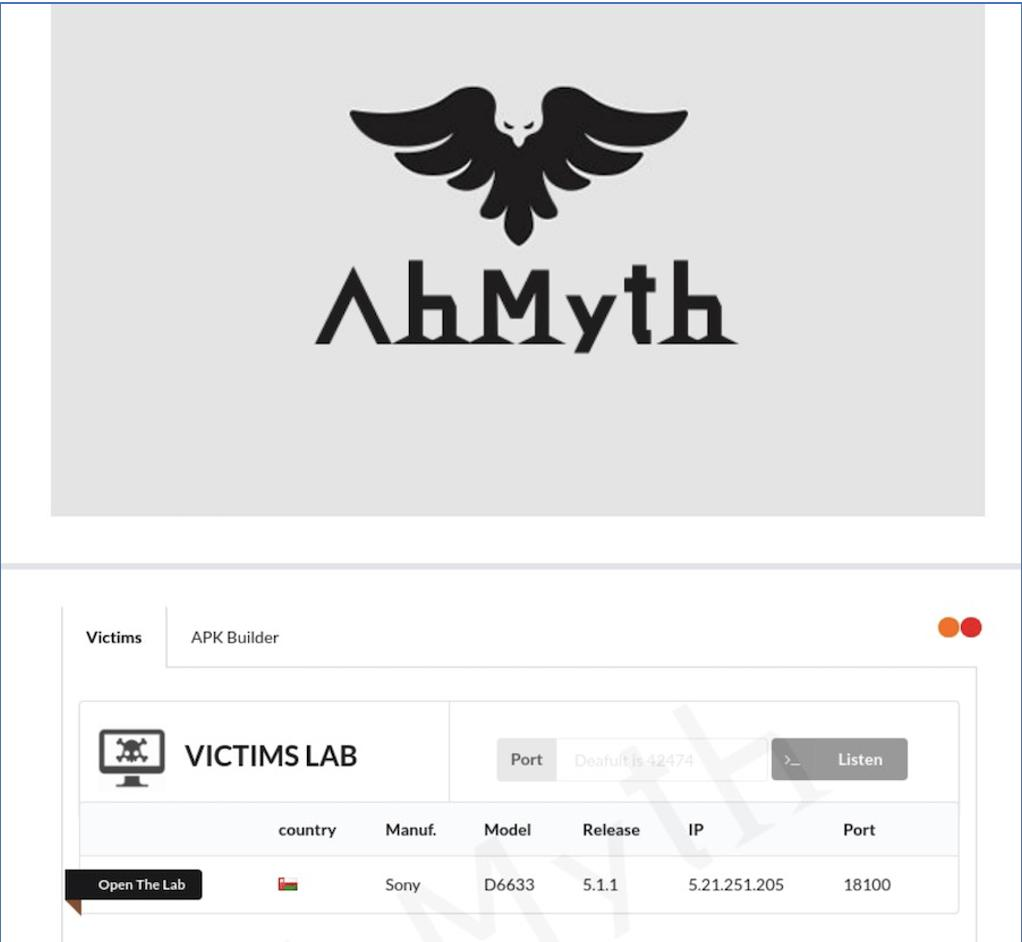 AhMyth
Victims APK Builder
VICTIMS LAB Port Deafult is 42474 >_ Listen
country Manuf. Model Release IP Port
Open The Lab Sony D6633 5.1.1 5.21.251.205 18100
Myth